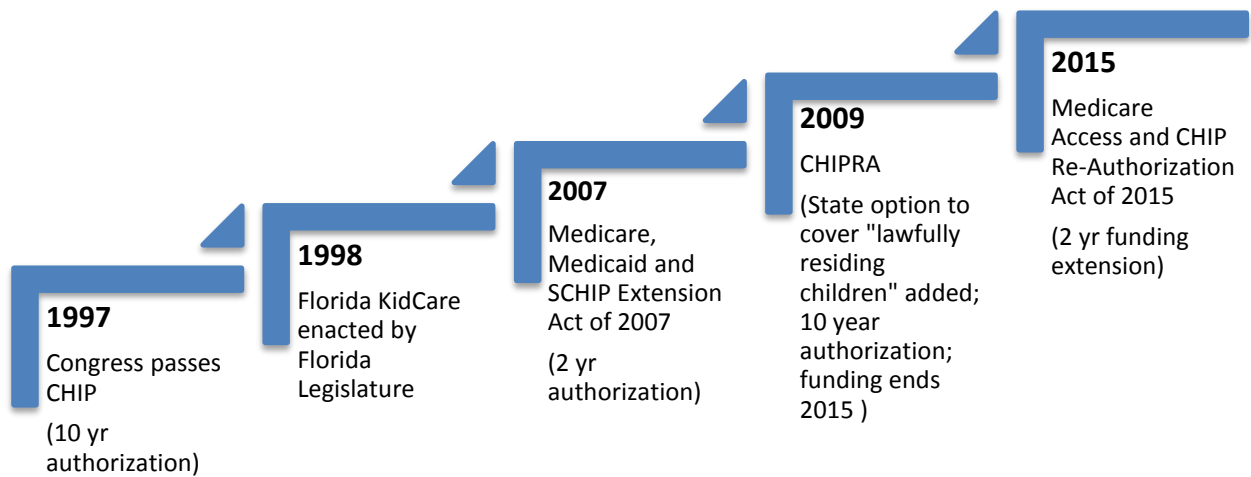 1997
Congress passes
CHIP
(10 yr
authorization)
1998
Florida KidCare
enacted by
Florida
Legislature
2007
Medicare,
Medicaid and
SCHIP Extension
Act of 2007
(2 yr
authorization)
2009
CHIPRA
(State option to
cover "lawfully
residing
children" added;
10 year
authorization;
funding ends
2015 )
2015
Medicare
Access and CHIP
Re-Authorization
Act of 2015
(2 yr funding
extension)